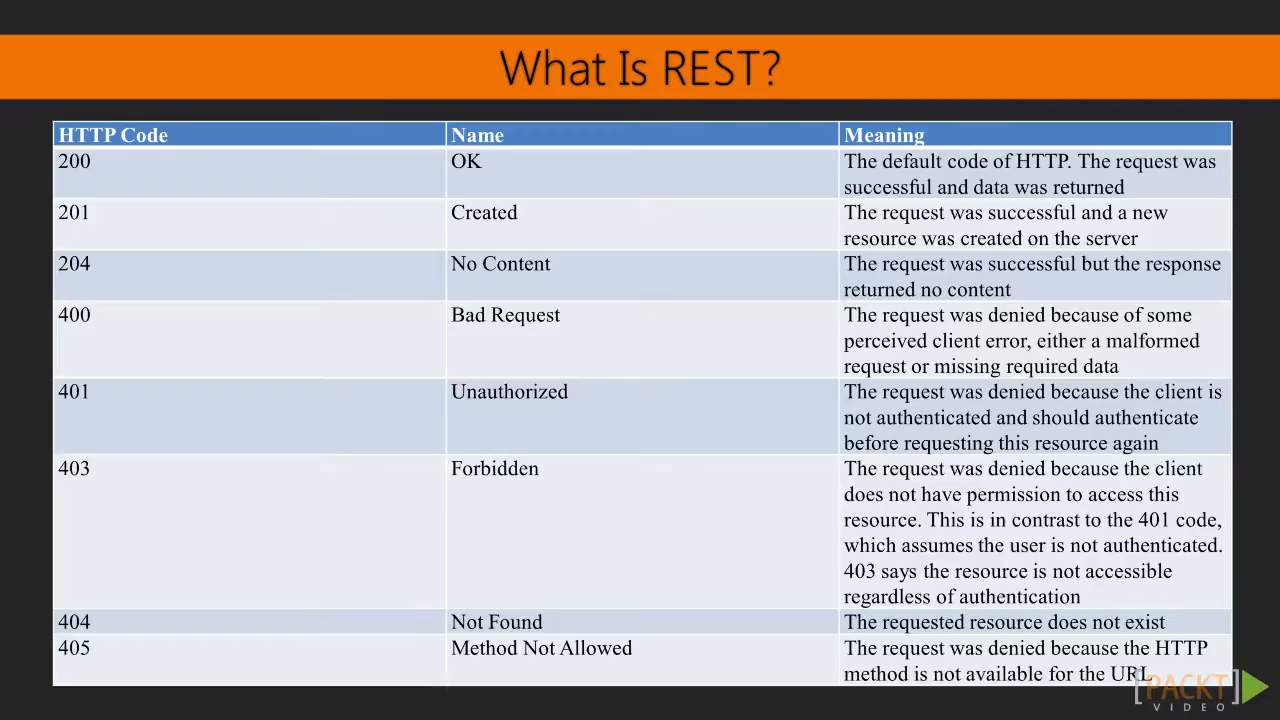 What Is REST?
HTTP Code Name Meaning
200 OK The default code of HTTP. The request was
successful and data was returned
201 Created The request was successful and a new
resource was created on the server
204 No Content The request was successful but the response
returned no content
400 Bad Request The request was denied because of some
perceived client error, either a malformed
request or missing required data
401 Unauthorized The request was denied because the client is
not authenticated and should authenticate
before requesting this resource again
403 Forbidden The request was denied because the client
does not have permission to access this
resource. This is in contrast to the 401 code,
which assumes the user is not authenticated.
403 says the resource is not accessible
regardless of authentication
404 Not Found The requested resource does not exist
405 Method Not Allowed The request was denied because the HTTP
method is not available for the URL
[PACKT]
VIDEO